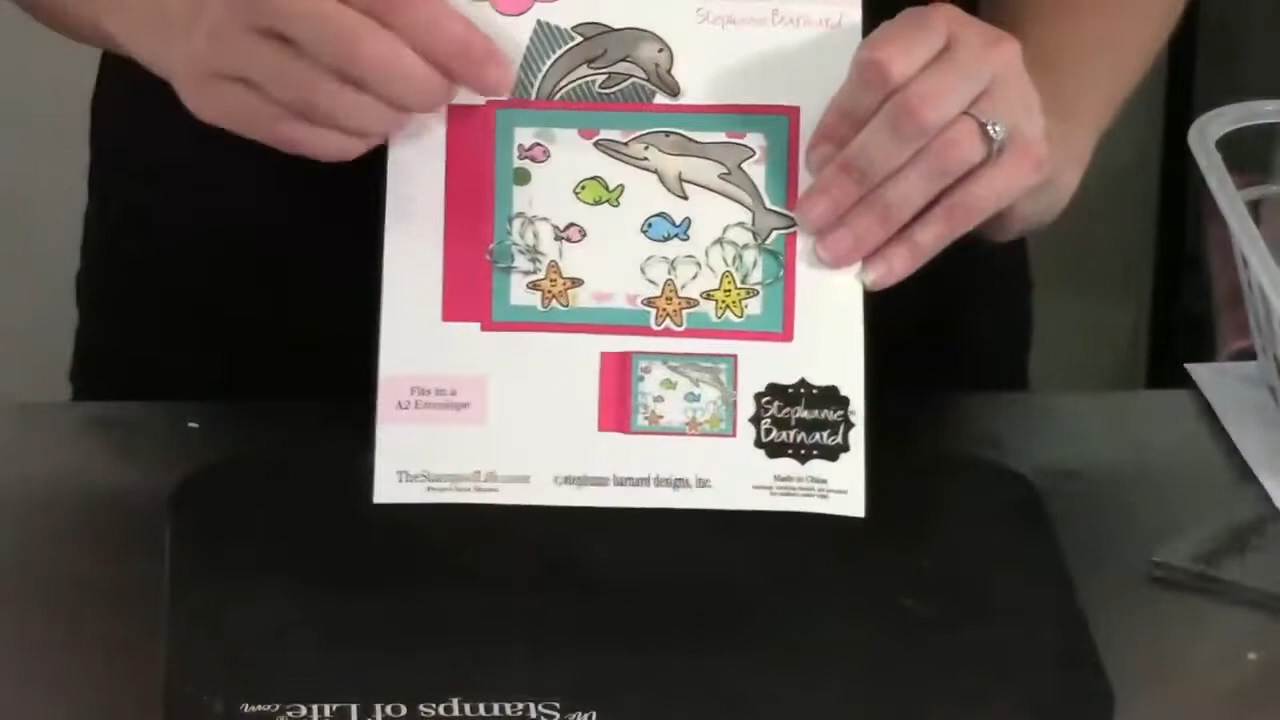 Stephanie Barnard
Fits in a
A2 Envelope
Stephanie
Barnard
TheStampsofLife.com
©stephanie barnard designs, inc.
Made in China
the Stamps of Life.com